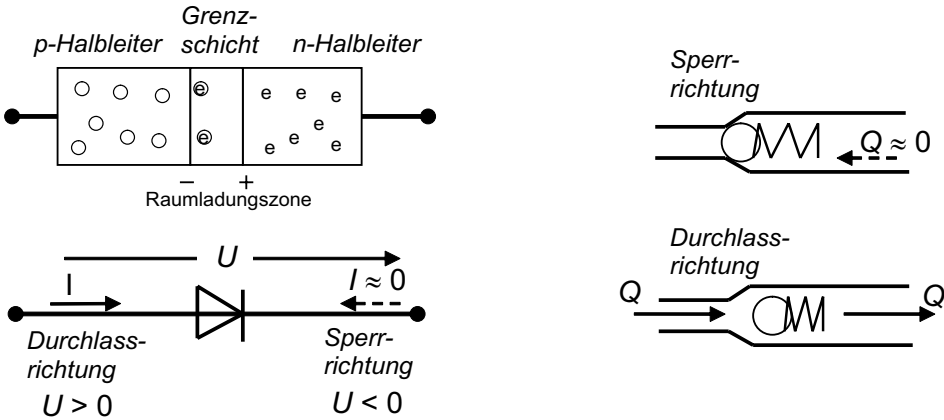 Grenz-
p-Halbleiter schicht n-Halbleiter
e e e e
e e e e
− +
Raumladungszone
U
I I ≈ 0
Durchlass- Sperr-
richtung richtung
U > 0 U < 0
Sperr-
richtung
Q ≈ 0
Durchlass-
richtung
Q Q